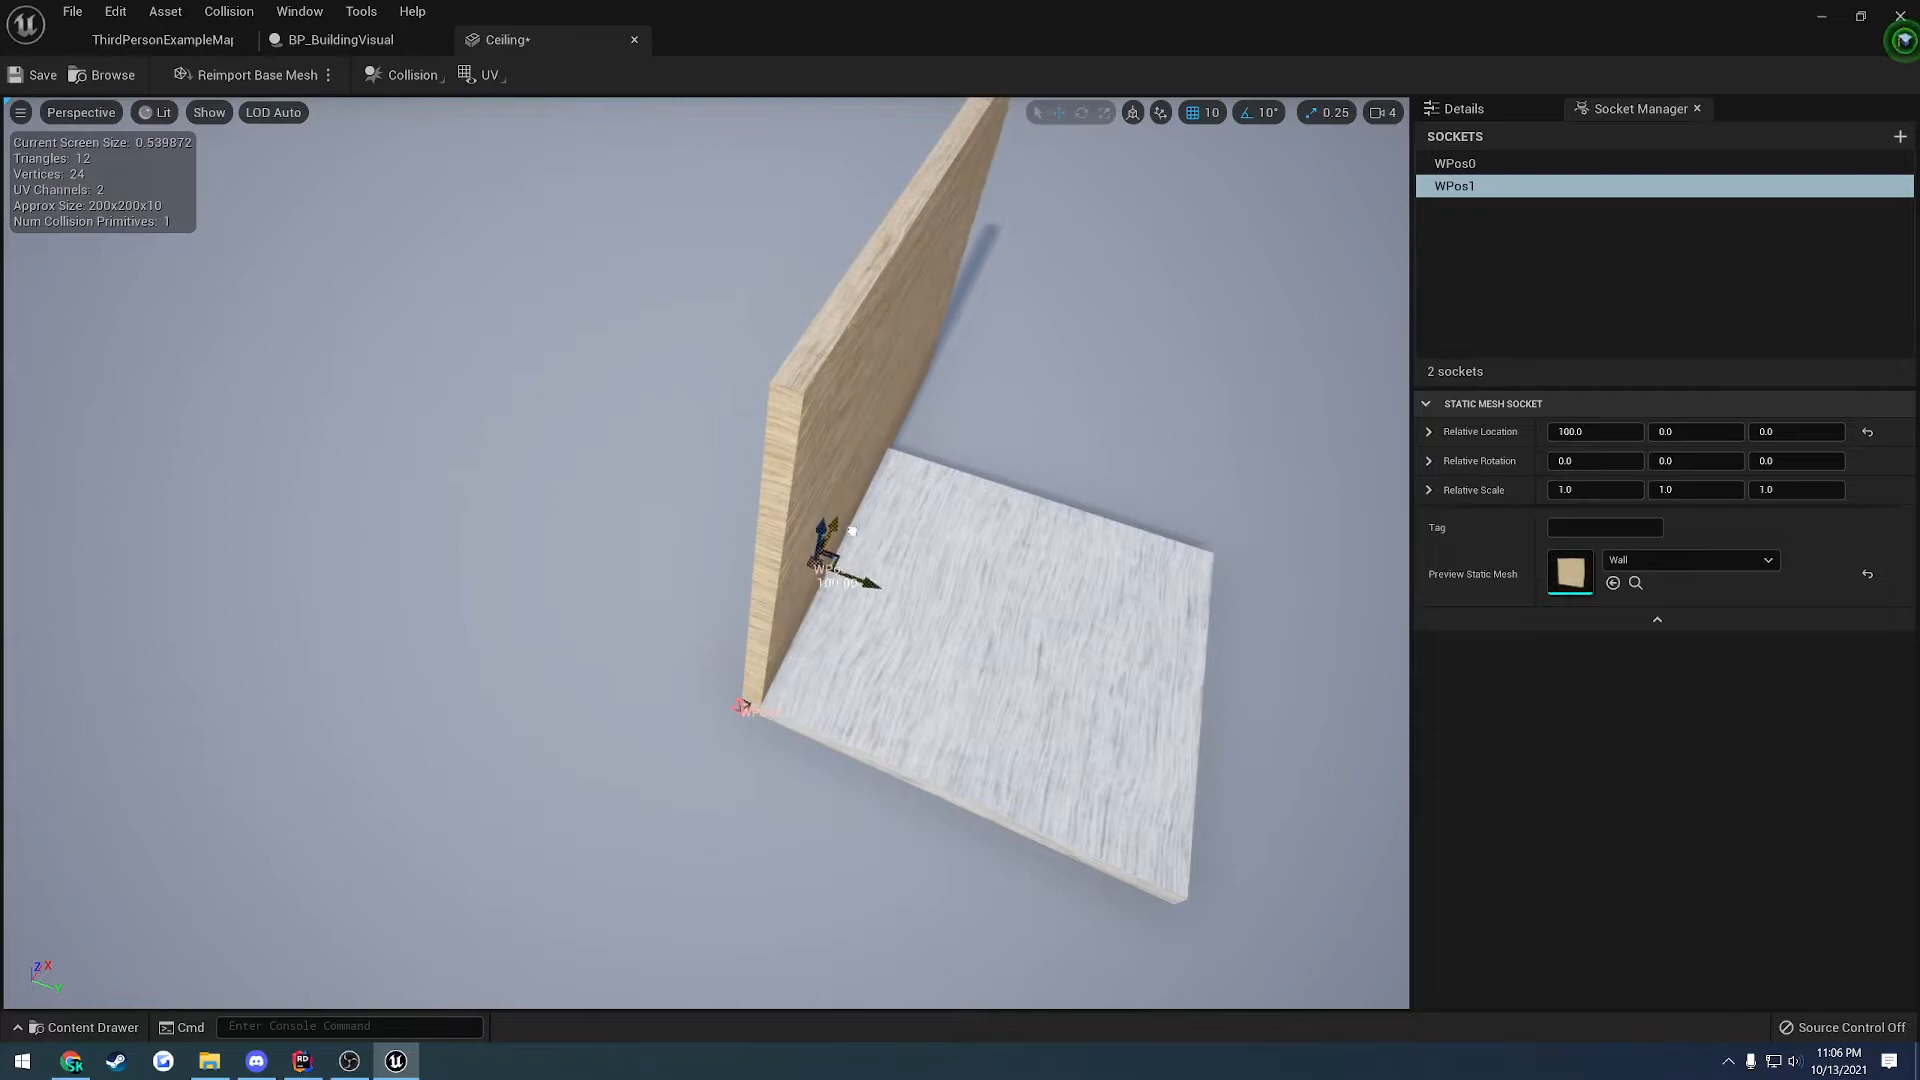 File Edit Asset Collision Window Tools Help
ThirdPersonExampleMap BP_BuildingVisual Ceiling*
Save Browse Reimport Base Mesh Collision UV
Perspective Lit Show LOD Auto 10 10° 0.25 4
Current Screen Size: 0.539872
Triangles: 12
Vertices: 24
UV Channels: 2
Approx Size: 200x200x10
Num Collision Primitives: 1
100.00
Z X
Y
Details Socket Manager
SOCKETS
WPos0
WPos1
2 sockets
STATIC MESH SOCKET
Relative Location 100.0 0.0 0.0
Relative Rotation 0.0 0.0 0.0
Relative Scale 1.0 1.0 1.0
Tag
Preview Static Mesh Wall
Content Drawer Cmd Enter Console Command Source Control Off
Sk RD
11:06 PM
10/13/2021